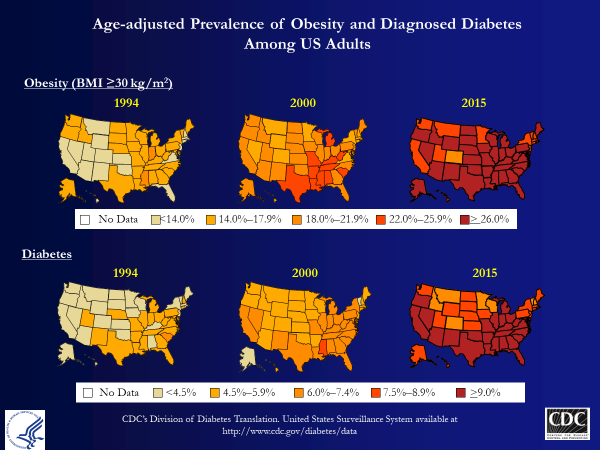 Age-adjusted Prevalence of Obesity and Diagnosed Diabetes
Among US Adults
Obesity (BMI ≥30 kg/m²)
1994
2000
2015
No Data <14.0% 14.0%–17.9% 18.0%–21.9% 22.0%–25.9% ≥ 26.0%
Diabetes
1994
2000
2015
No Data <4.5% 4.5%–5.9% 6.0%–7.4% 7.5%–8.9% ≥9.0%
CDC's Division of Diabetes Translation. United States Surveillance System available at
http://www.cdc.gov/diabetes/data
CDC